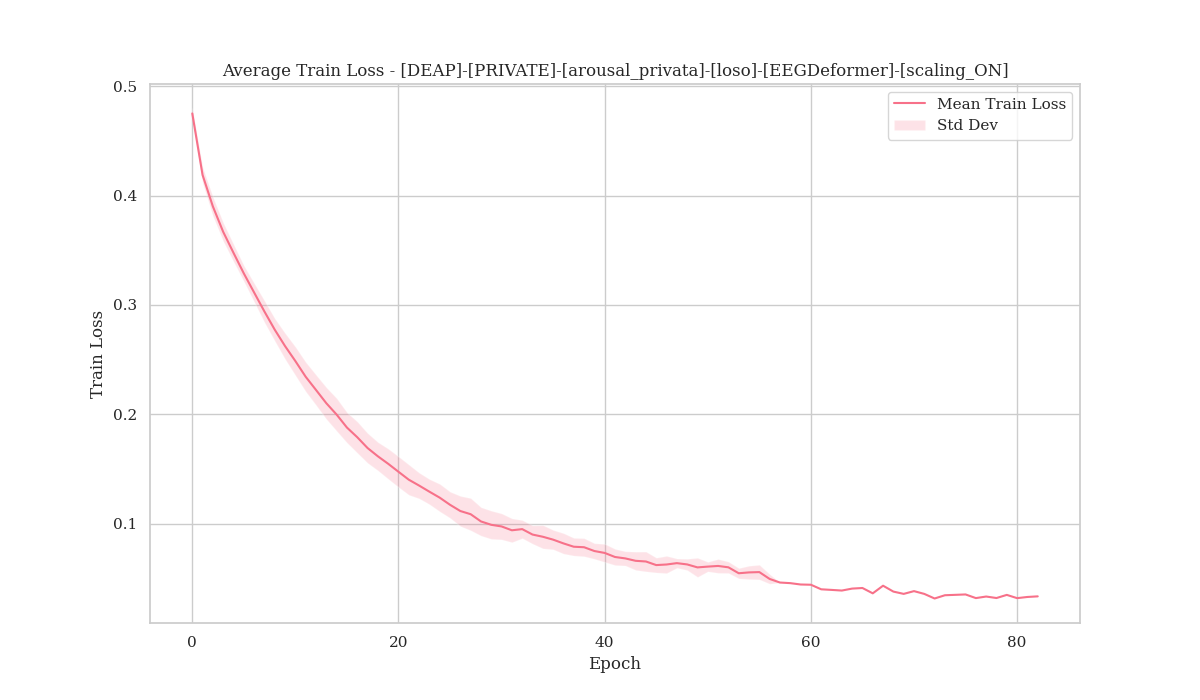 Average Train Loss - [DEAP]-[PRIVATE]-[arousal_privata]-[loso]-[EEGDeformer]-[scaling_ON]
Mean Train Loss
Std Dev
0.5
0.4
0.3
0.2
0.1
Train Loss
0 20 40 60 80
Epoch